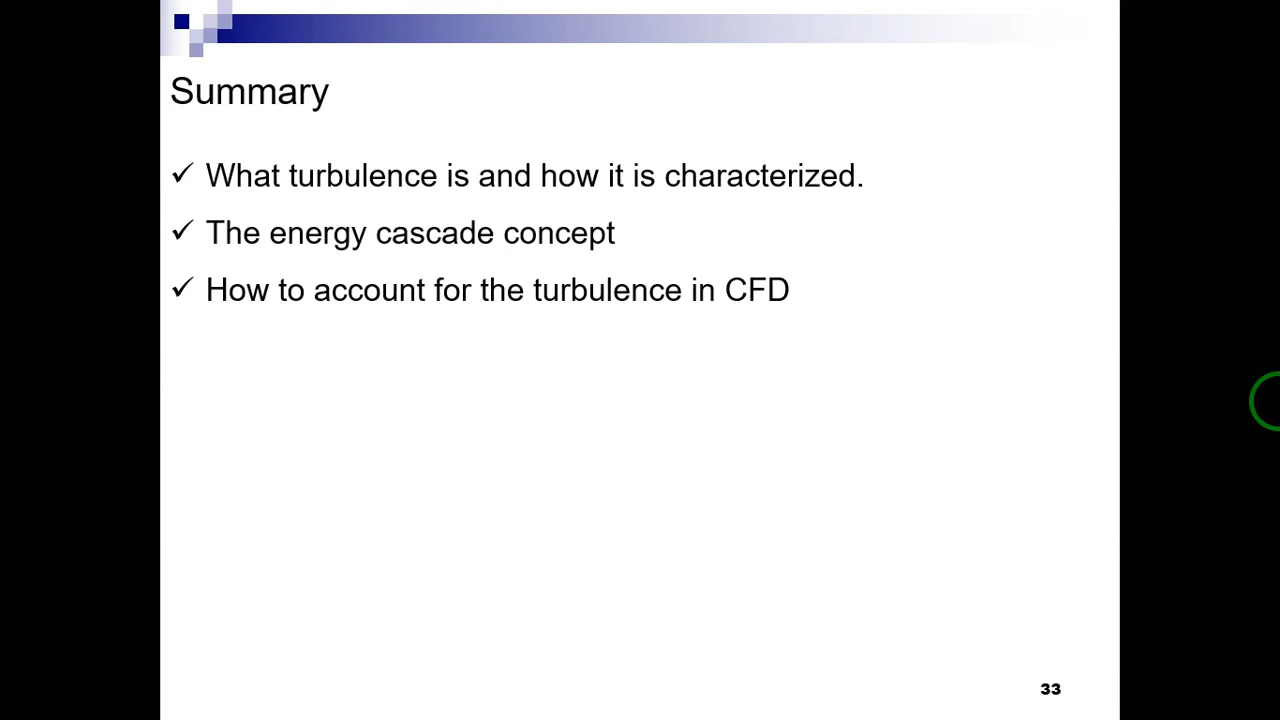 Summary
✓ What turbulence is and how it is characterized.
✓ The energy cascade concept
✓ How to account for the turbulence in CFD
33